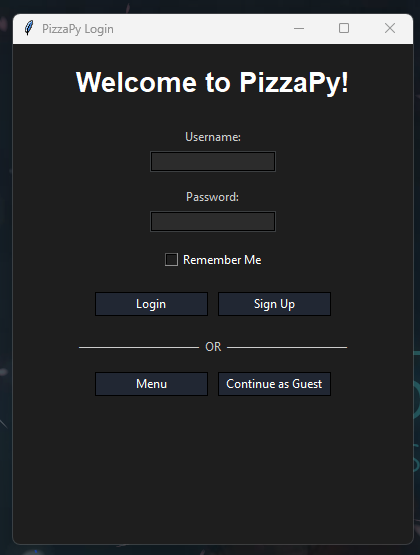 PizzaPy Login
Welcome to PizzaPy!
Username:
Password:
Remember Me
Login Sign Up
OR
Menu Continue as Guest